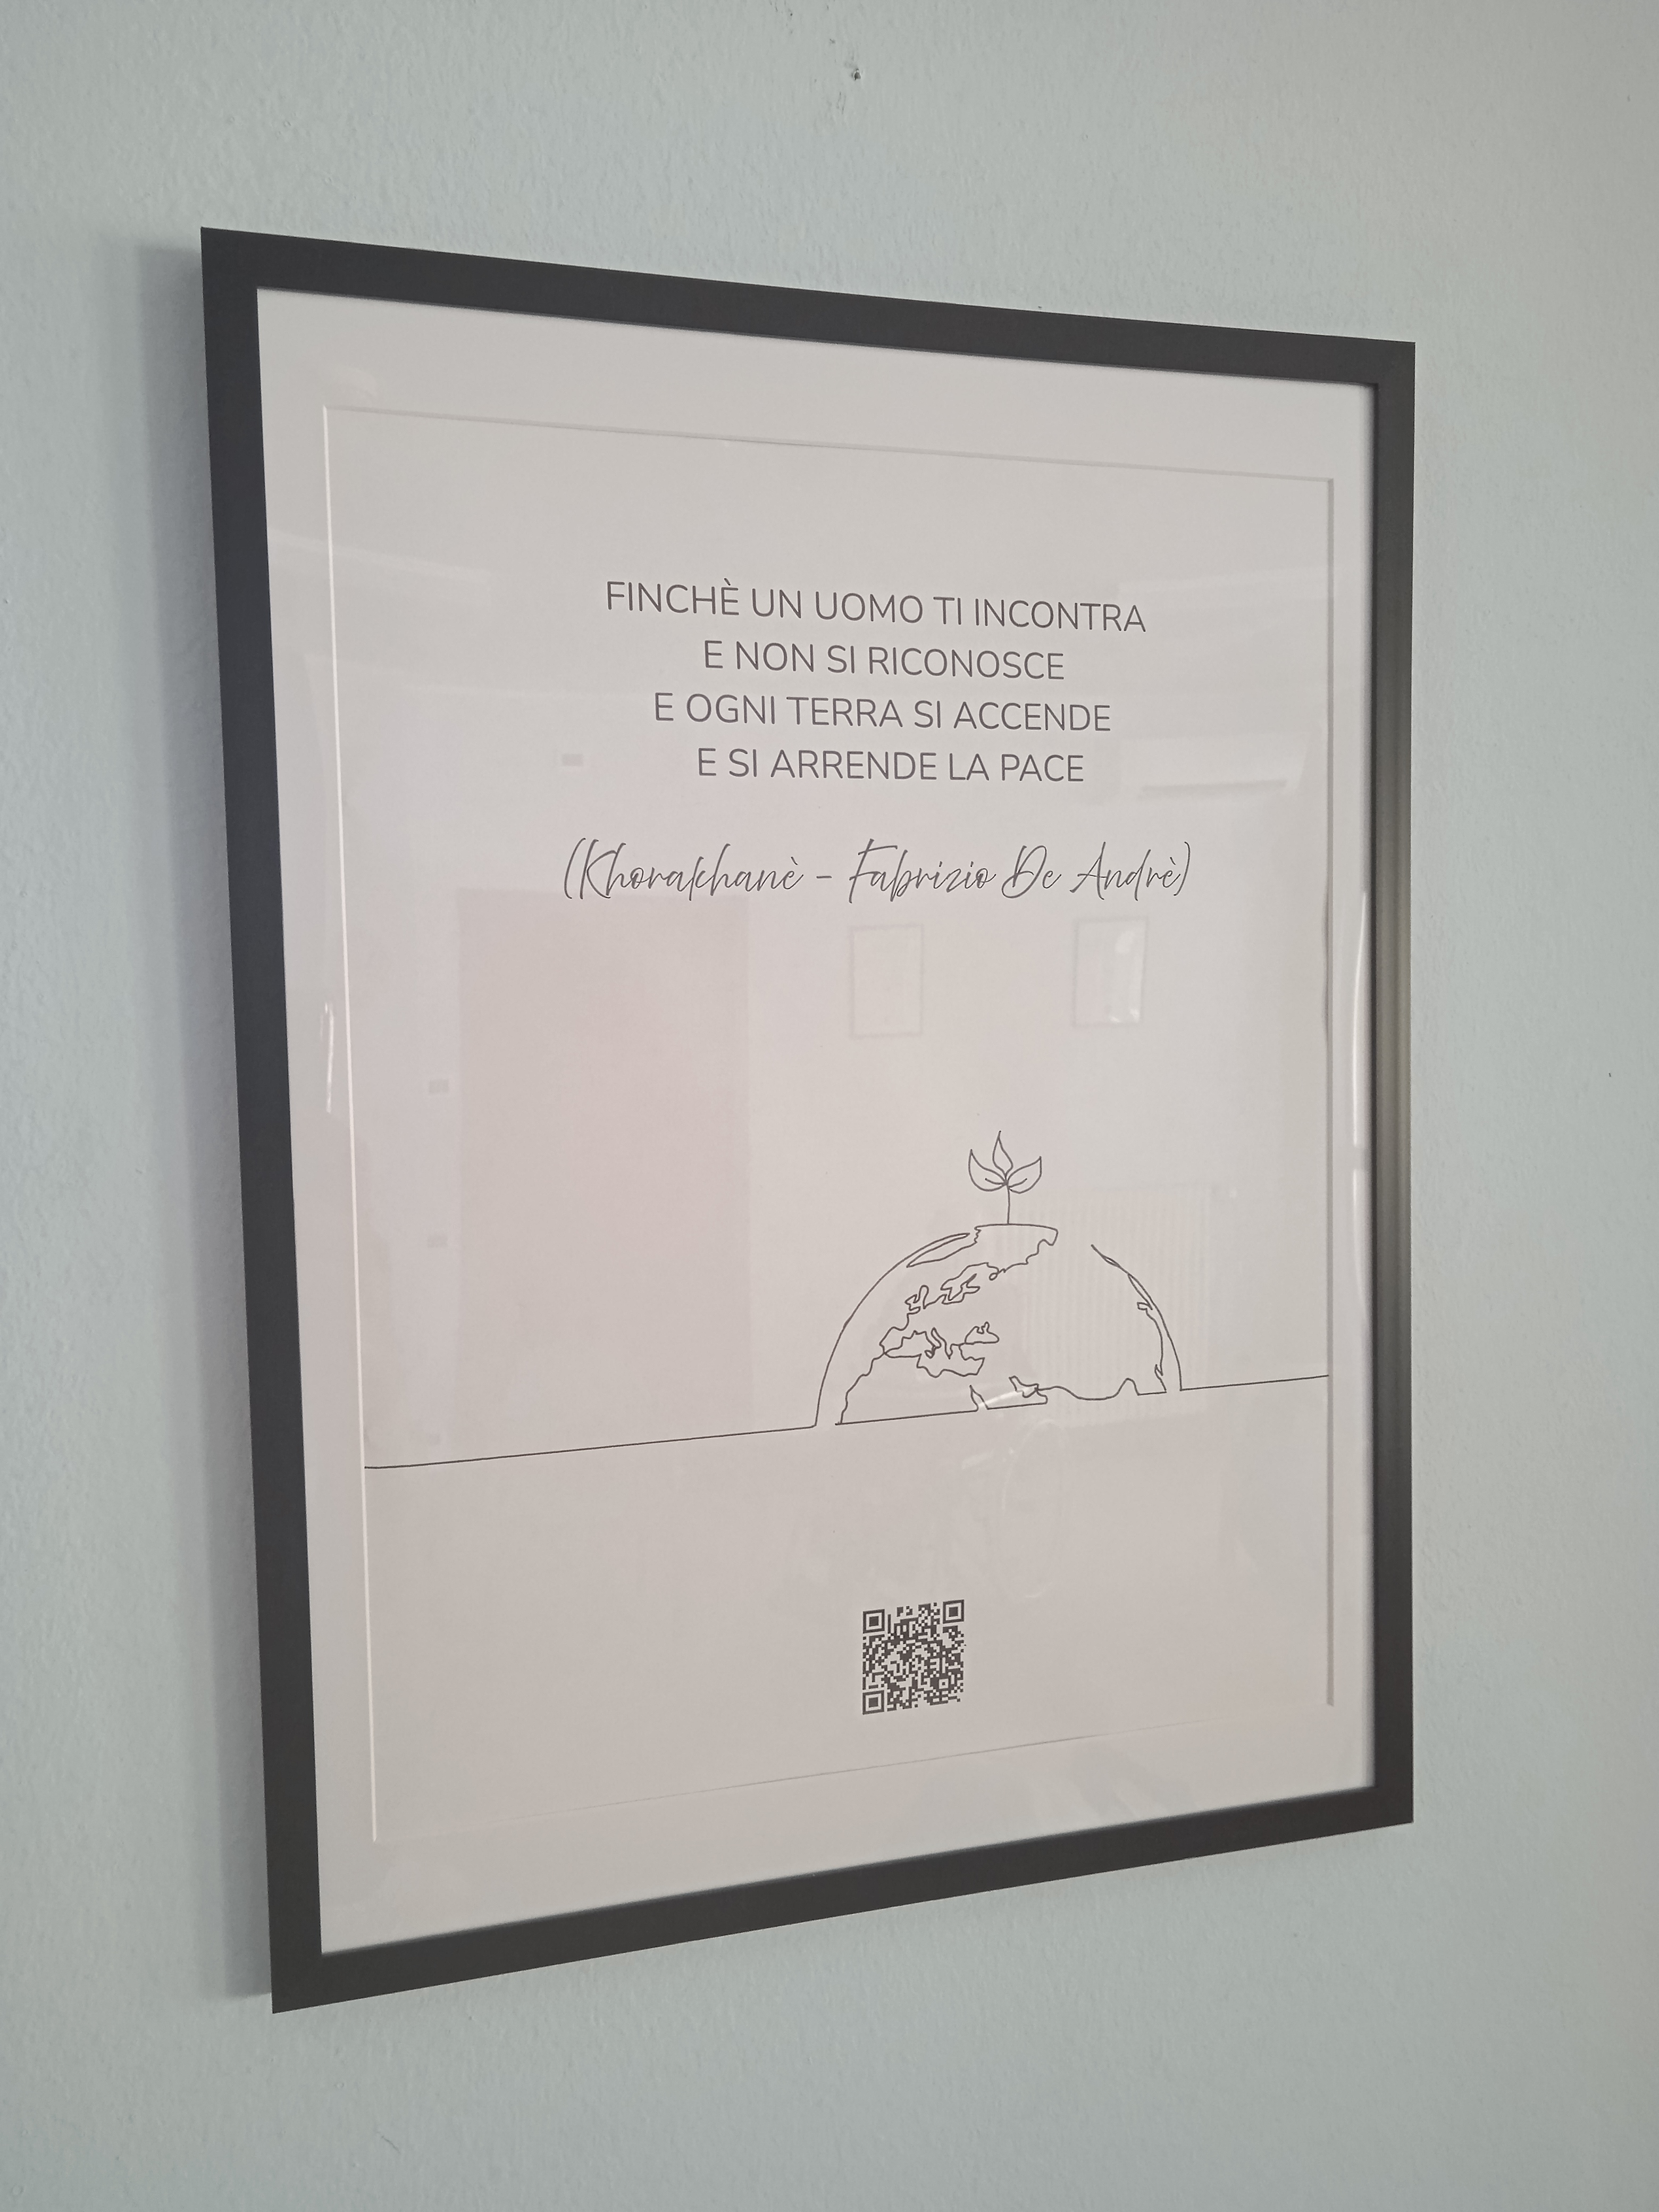 FINCHÈ UN UOMO TI INCONTRA
E NON SI RICONOSCE
E OGNI TERRA SI ACCENDE
E SI ARRENDE LA PACE
(Khorakhanè - Fabrizio De Andrè)